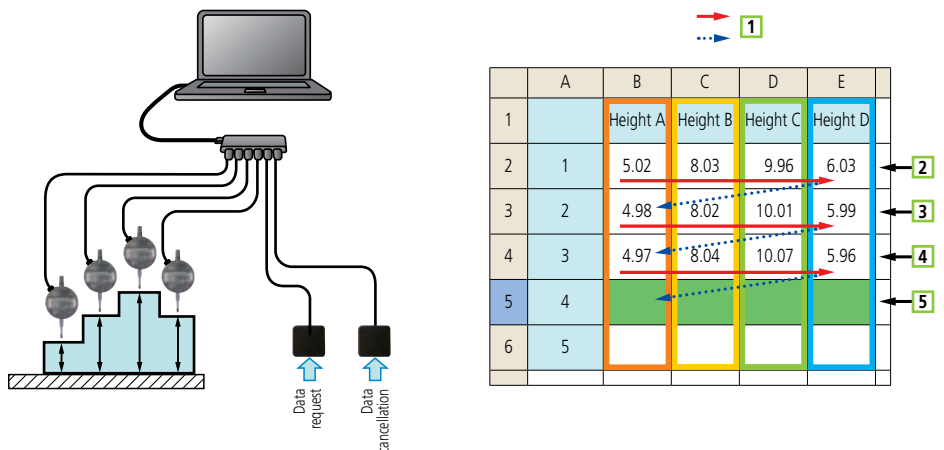 1
A B C D E
1 Height A Height B Height C Height D
2 1 5.02 8.03 9.96 6.03 2
3 2 4.98 8.02 10.01 5.99 3
4 3 4.97 8.04 10.07 5.96 4
5 4 5
6 5
Data
request
Data
cancellation